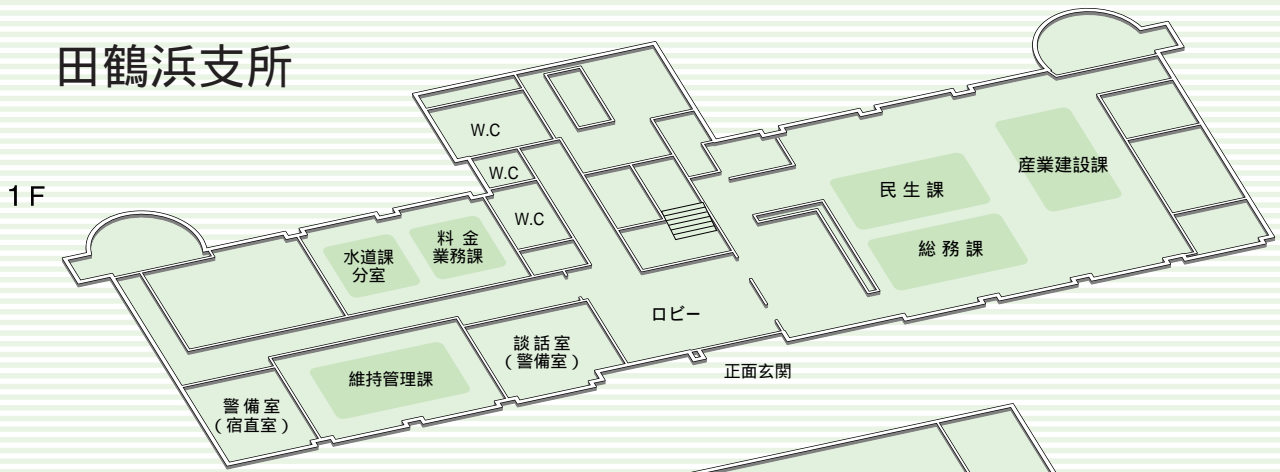 田鶴浜支所
1F
W.C
W.C
W.C
産業建設課
民生課
総務課
水道課
分室
料金
業務課
ロビー
談話室
（警備室）
正面玄関
維持管理課
警備室
（宿直室）